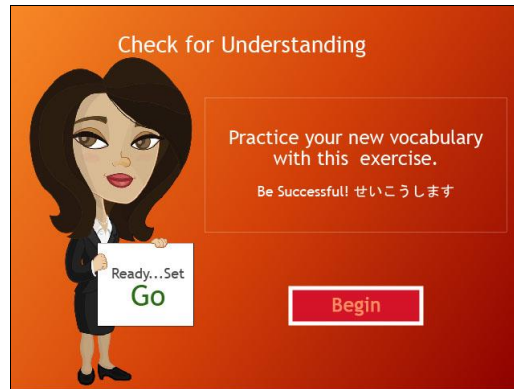 Check for Understanding
Practice your new vocabulary
with this exercise.
Be Successful! せいこうします
Ready...Set
Go
Begin